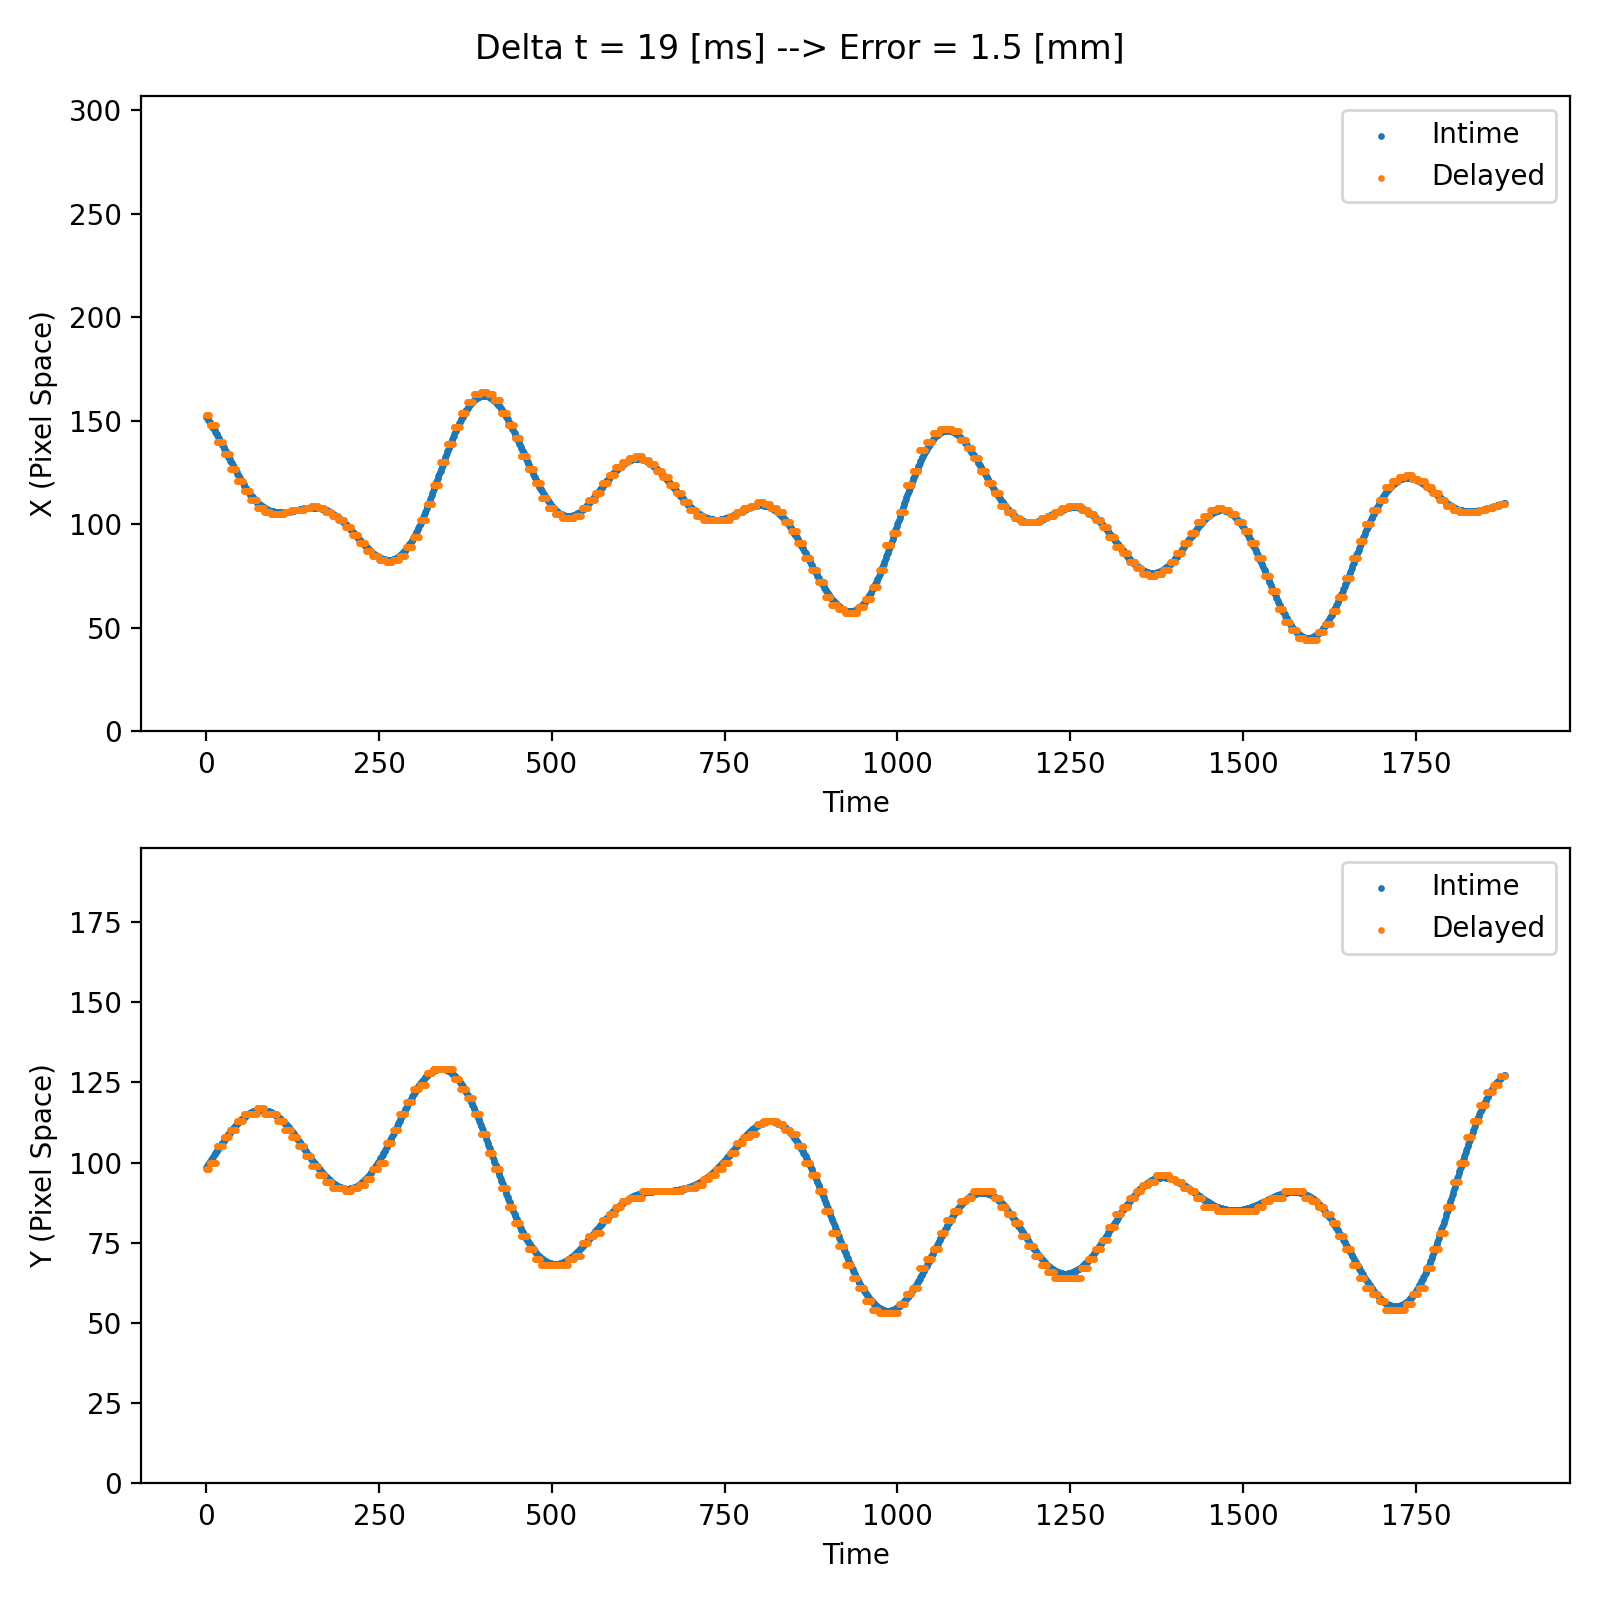 Delta t = 19 [ms] --> Error = 1.5 [mm]
300
250
200
150
100
50
0
X (Pixel Space)
Intime
Delayed
0 250 500 750 1000 1250 1500 1750
Time
175
150
125
100
75
50
25
0
Y (Pixel Space)
Intime
Delayed
0 250 500 750 1000 1250 1500 1750
Time